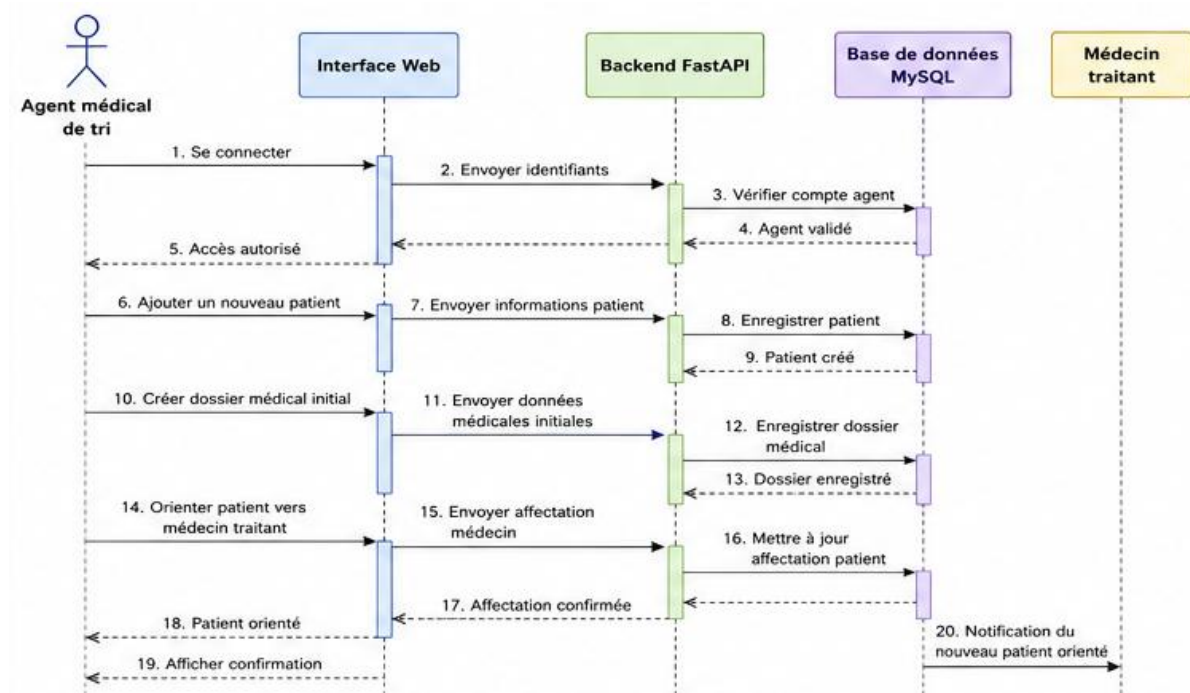 Agent médical
de tri
Interface Web
Backend FastAPI
Base de données
MySQL
Médecin
traitant
1. Se connecter
2. Envoyer identifiants
3. Vérifier compte agent
4. Agent validé
5. Accès autorisé
6. Ajouter un nouveau patient
7. Envoyer informations patient
8. Enregistrer patient
9. Patient créé
10. Créer dossier médical initial
11. Envoyer données
médicales initiales
12. Enregistrer dossier
médical
13. Dossier enregistré
14. Orienter patient vers
médecin traitant
15. Envoyer affectation
médecin
16. Mettre à jour
affectation patient
17. Affectation confirmée
18. Patient orienté
19. Afficher confirmation
20. Notification du
nouveau patient orienté